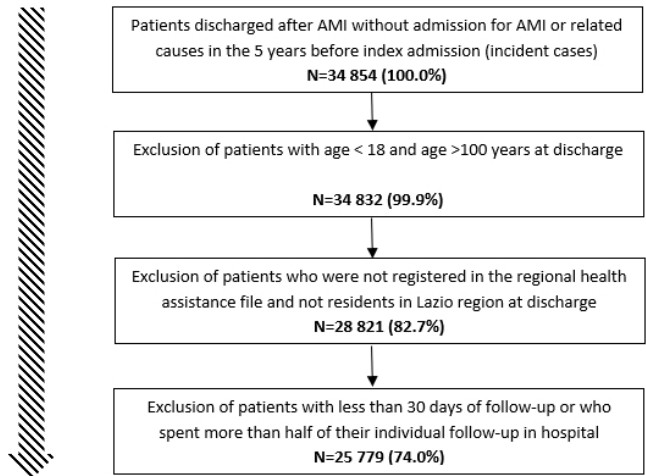 Patients discharged after AMI without admission for AMI or related
causes in the 5 years before index admission (incident cases)
N=34 854 (100.0%)
Exclusion of patients with age < 18 and age >100 years at discharge
N=34 832 (99.9%)
Exclusion of patients who were not registered in the regional health
assistance file and not residents in Lazio region at discharge
N=28 821 (82.7%)
Exclusion of patients with less than 30 days of follow-up or who
spent more than half of their individual follow-up in hospital
N=25 779 (74.0%)